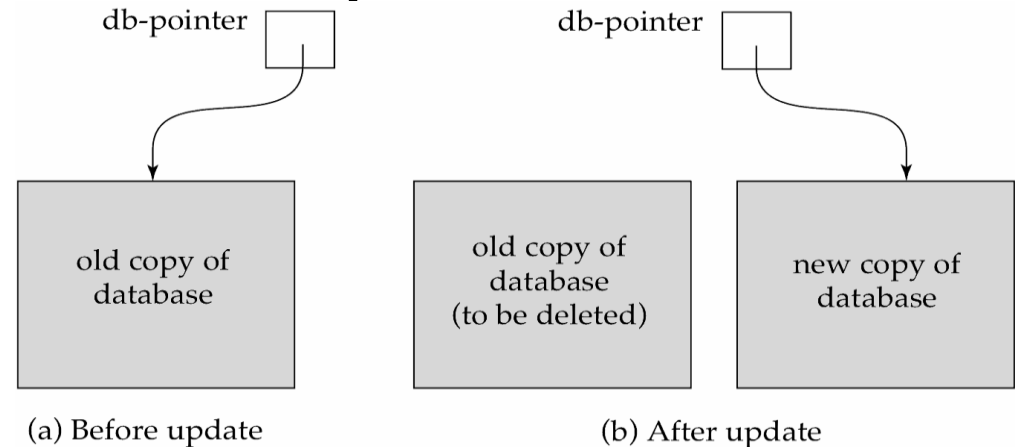 db-pointer
old copy of
database
(a) Before update
db-pointer
old copy of
database
(to be deleted)
new copy of
database
(b) After update